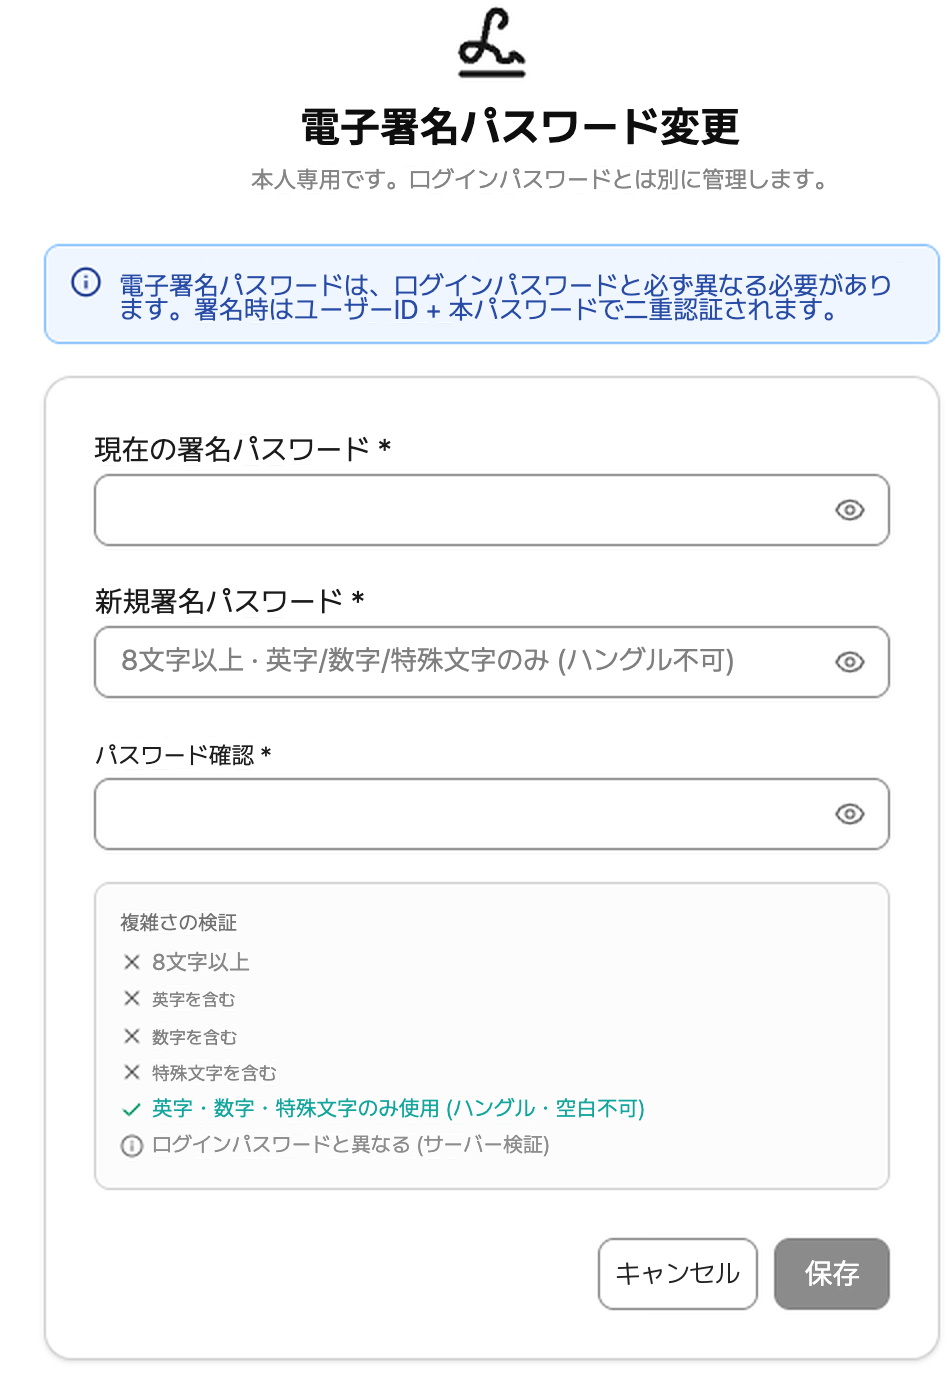 電子署名パスワード変更
本人専用です。ログインパスワードとは別に管理します。
電子署名パスワードは、ログインパスワードと必ず異なる必要があり
ます。署名時はユーザーID + 本パスワードで二重認証されます。
現在の署名パスワード *
新規署名パスワード *
8文字以上 · 英字/数字/特殊文字のみ (ハングル不可)
パスワード確認 *
複雑さの検証
8文字以上
英字を含む
数字を含む
特殊文字を含む
英字・数字・特殊文字のみ使用 (ハングル・空白不可)
ログインパスワードと異なる (サーバー検証)
キャンセル
保存